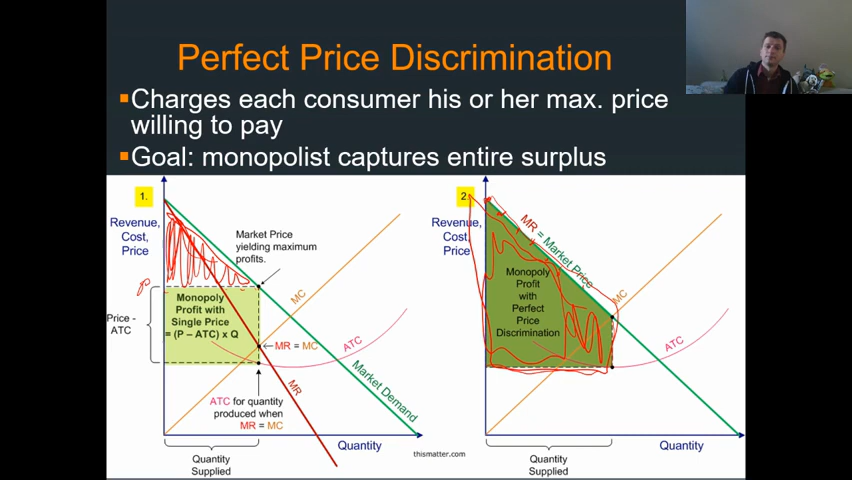 Perfect Price Discrimination
Charges each consumer his or her max. price
willing to pay
Goal: monopolist captures entire surplus
1.
Revenue,
Cost,
Price
Market Price
yielding maximum
profits.
MC
Monopoly
Profit with
Single Price
= (P – ATC) x Q
Price -
ATC
MR = MC
ATC
MR
Market Demand
ATC for quantity
produced when
MR = MC
Quantity
Quantity
Supplied
thismatter.com
2.
Revenue,
Cost,
Price
MR = Market Price
MC
Monopoly
Profit
with
Perfect
Price
Discrimination
ATC
Quantity
Quantity
Supplied